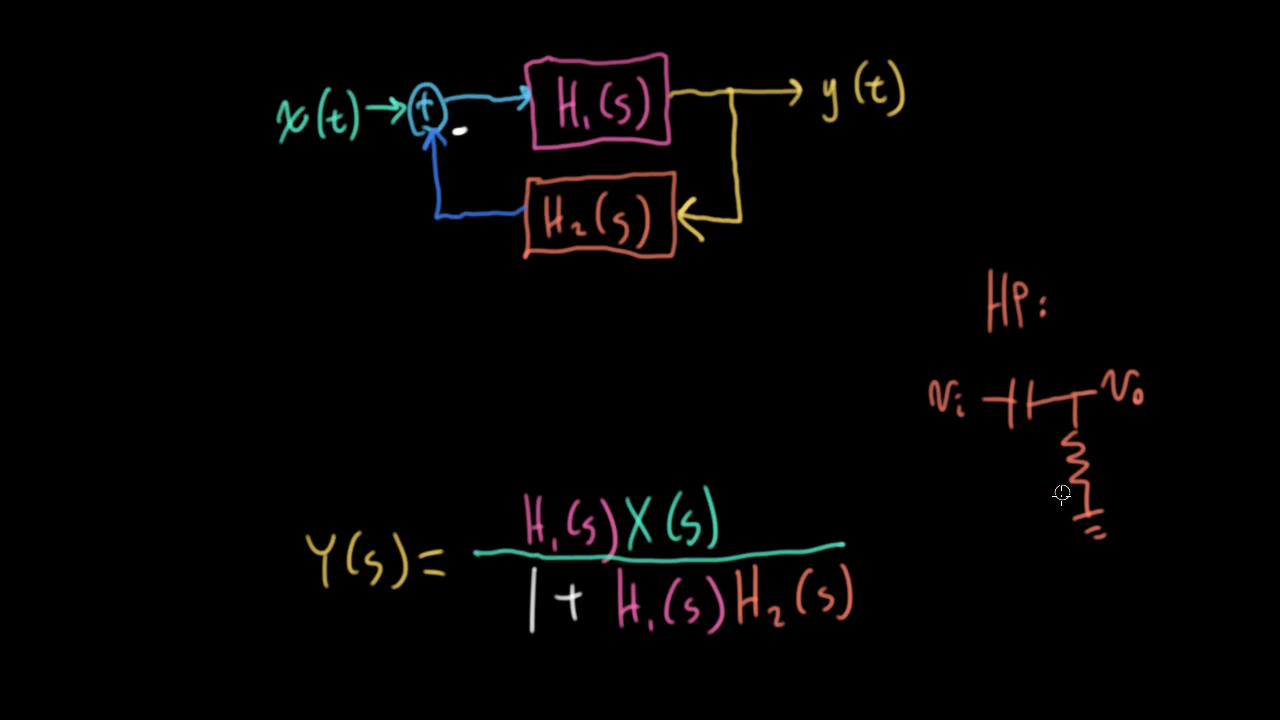 x(t) + - H₁(s) y(t)
H₂(s)
HP:
Vi Vo
Y(s) = H₁(s)X(s)
1 + H₁(s)H₂(s)